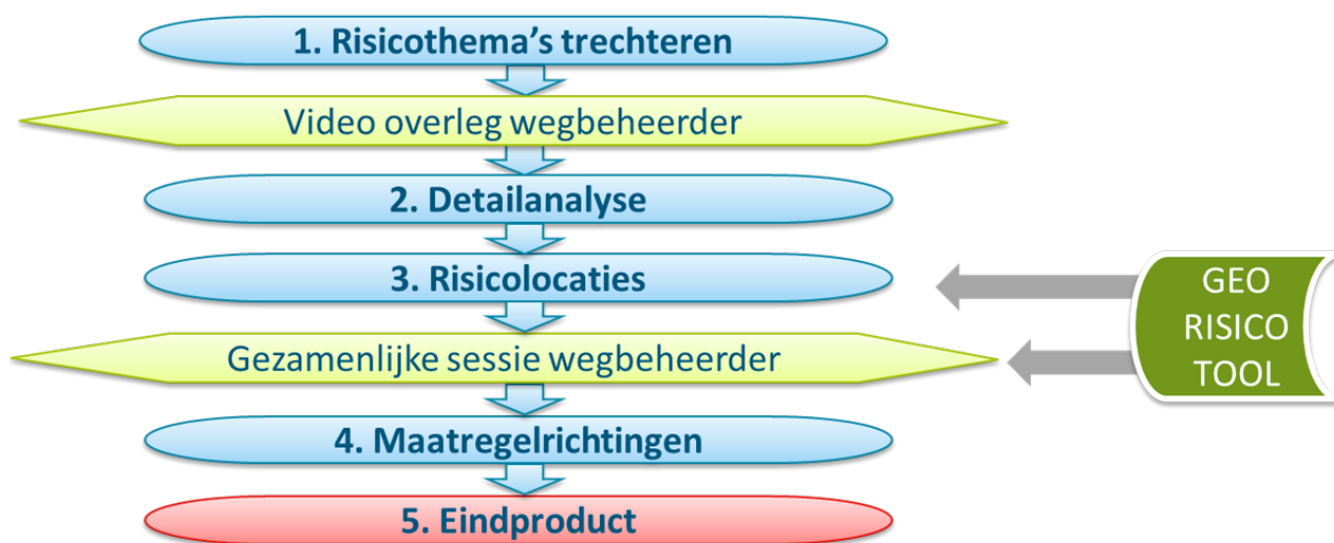 1. Risicothema's trechteren
Video overleg wegbeheerder
2. Detailanalyse
3. Risicolocaties
GEO
RISICO
TOOL
Gezamenlijke sessie wegbeheerder
4. Maatregelrichtingen
5. Eindproduct